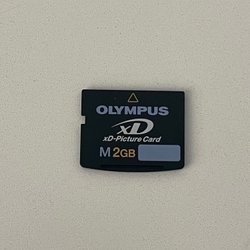 OLYMPUS
xD
xD-Picture Card
M 2GB